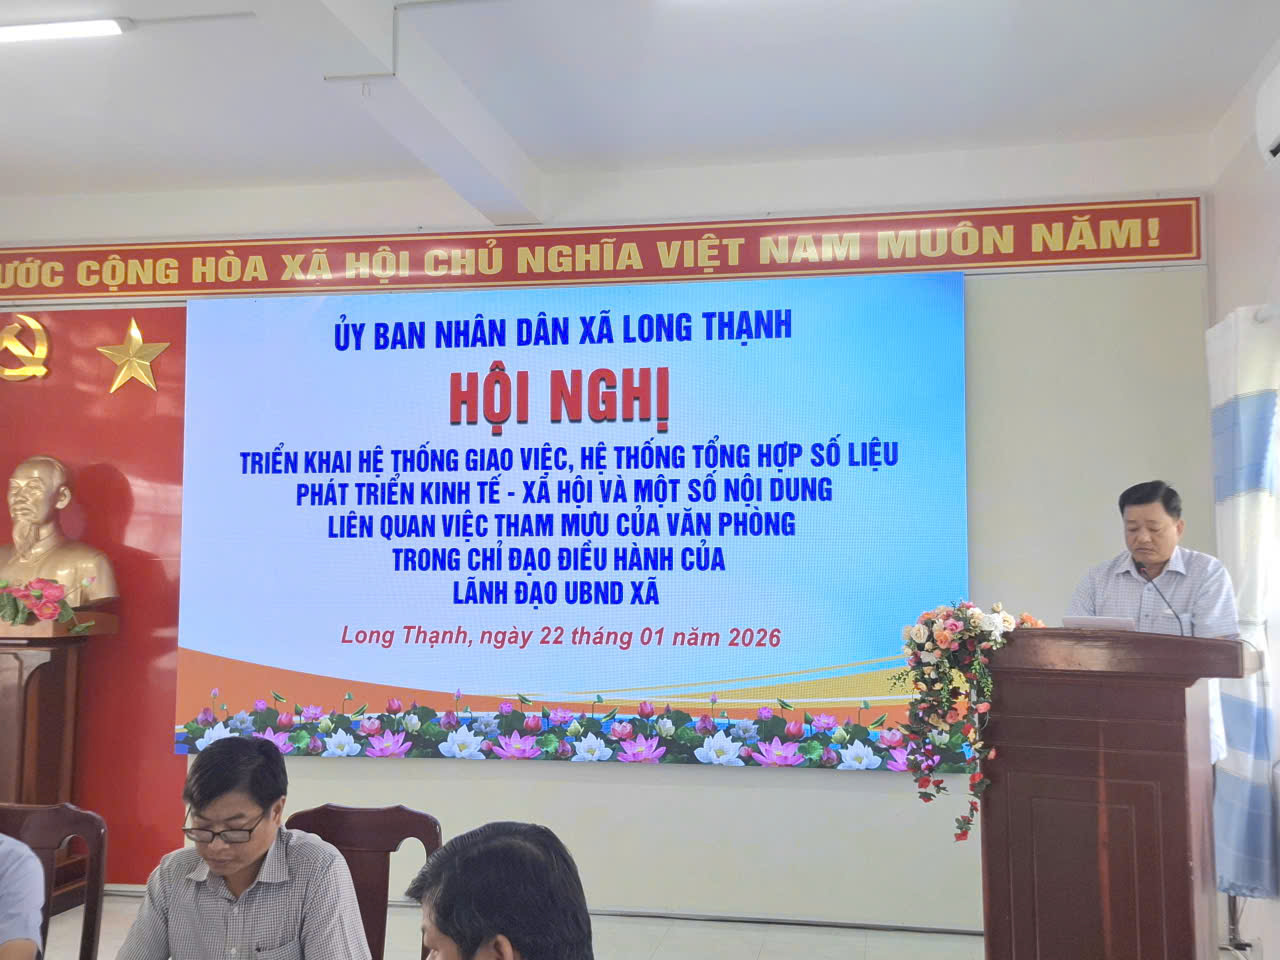 ƯỚC CỘNG HÒA XÃ HỘI CHỦ NGHĨA VIỆT NAM MUÔN NĂM!
ỦY BAN NHÂN DÂN XÃ LONG THẠNH
HỘI NGHỊ
TRIỂN KHAI HỆ THỐNG GIAO VIỆC, HỆ THỐNG TỔNG HỢP SỐ LIỆU
PHÁT TRIỂN KINH TẾ - XÃ HỘI VÀ MỘT SỐ NỘI DUNG
LIÊN QUAN VIỆC THAM MƯU CỦA VĂN PHÒNG
TRONG CHỈ ĐẠO ĐIỀU HÀNH CỦA
LÃNH ĐẠO UBND XÃ
Long Thạnh, ngày 22 tháng 01 năm 2026